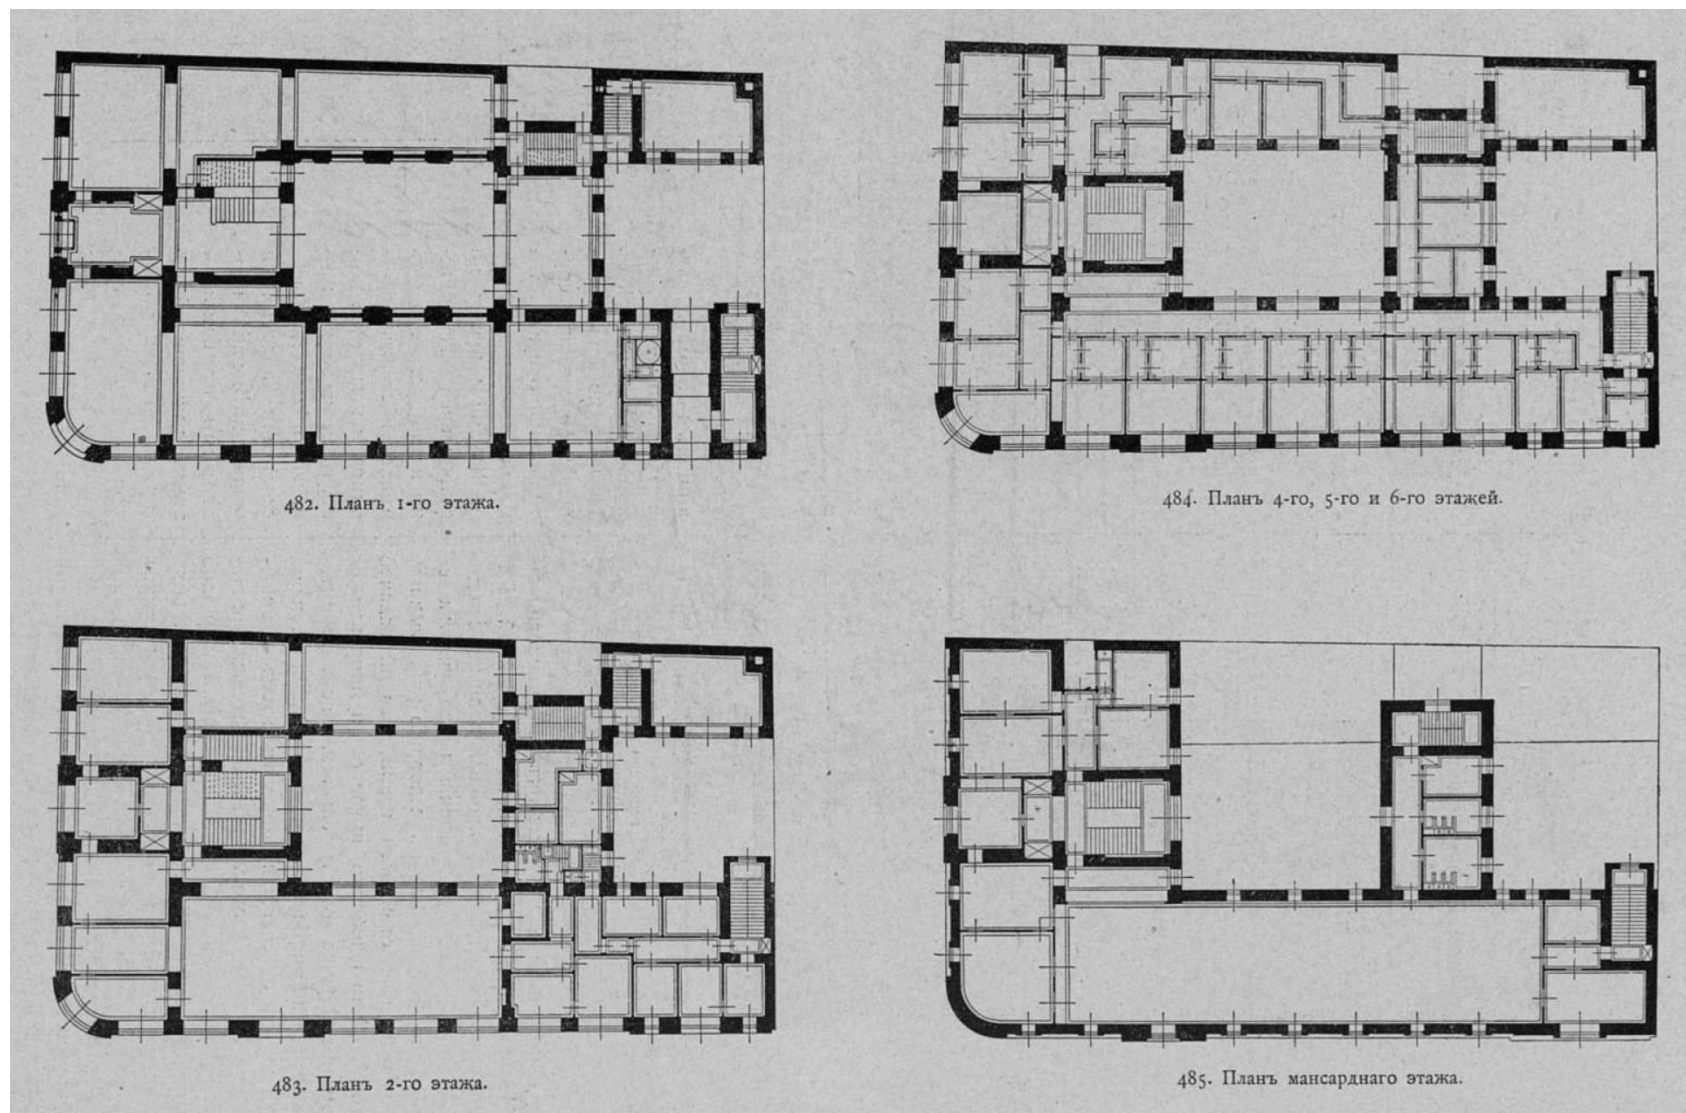 482. Планъ 1-го этажа.
484. Планъ 4-го, 5-го и 6-го этажей.
483. Планъ 2-го этажа.
485. Планъ мансарднаго этажа.